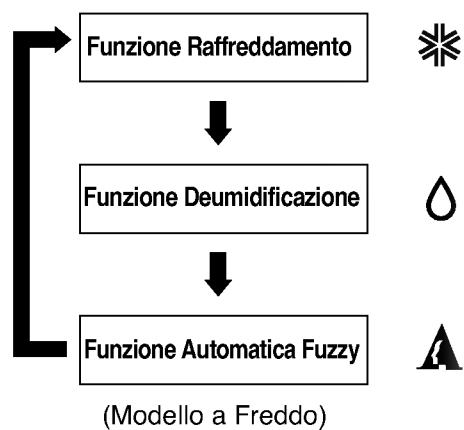 Funzione Raffreddamento
Funzione Deumidificazione
Funzione Automatica Fuzzy
(Modello a Freddo)